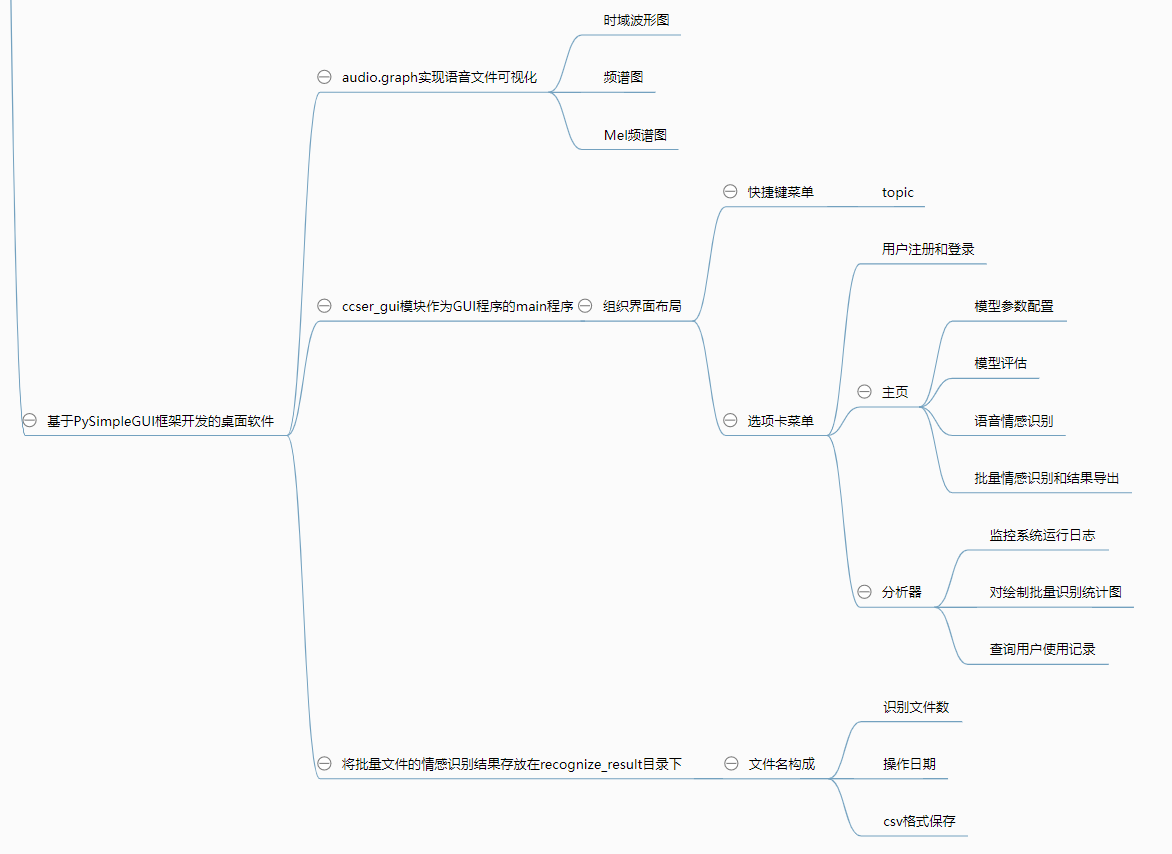 时域波形图
audio.graph实现语音文件可视化
频谱图
Mel频谱图
快捷键菜单
topic
用户注册和登录
ccser_gui模块作为GUI程序的main程序
组织界面布局
模型参数配置
模型评估
主页
基于PySimpleGUI框架开发的桌面软件
选项卡菜单
语音情感识别
批量情感识别和结果导出
监控系统运行日志
分析器
对绘制批量识别统计图
查询用户使用记录
识别文件数
将批量文件的情感识别结果存放在recognize_result目录下
文件名构成
操作日期
csv格式保存